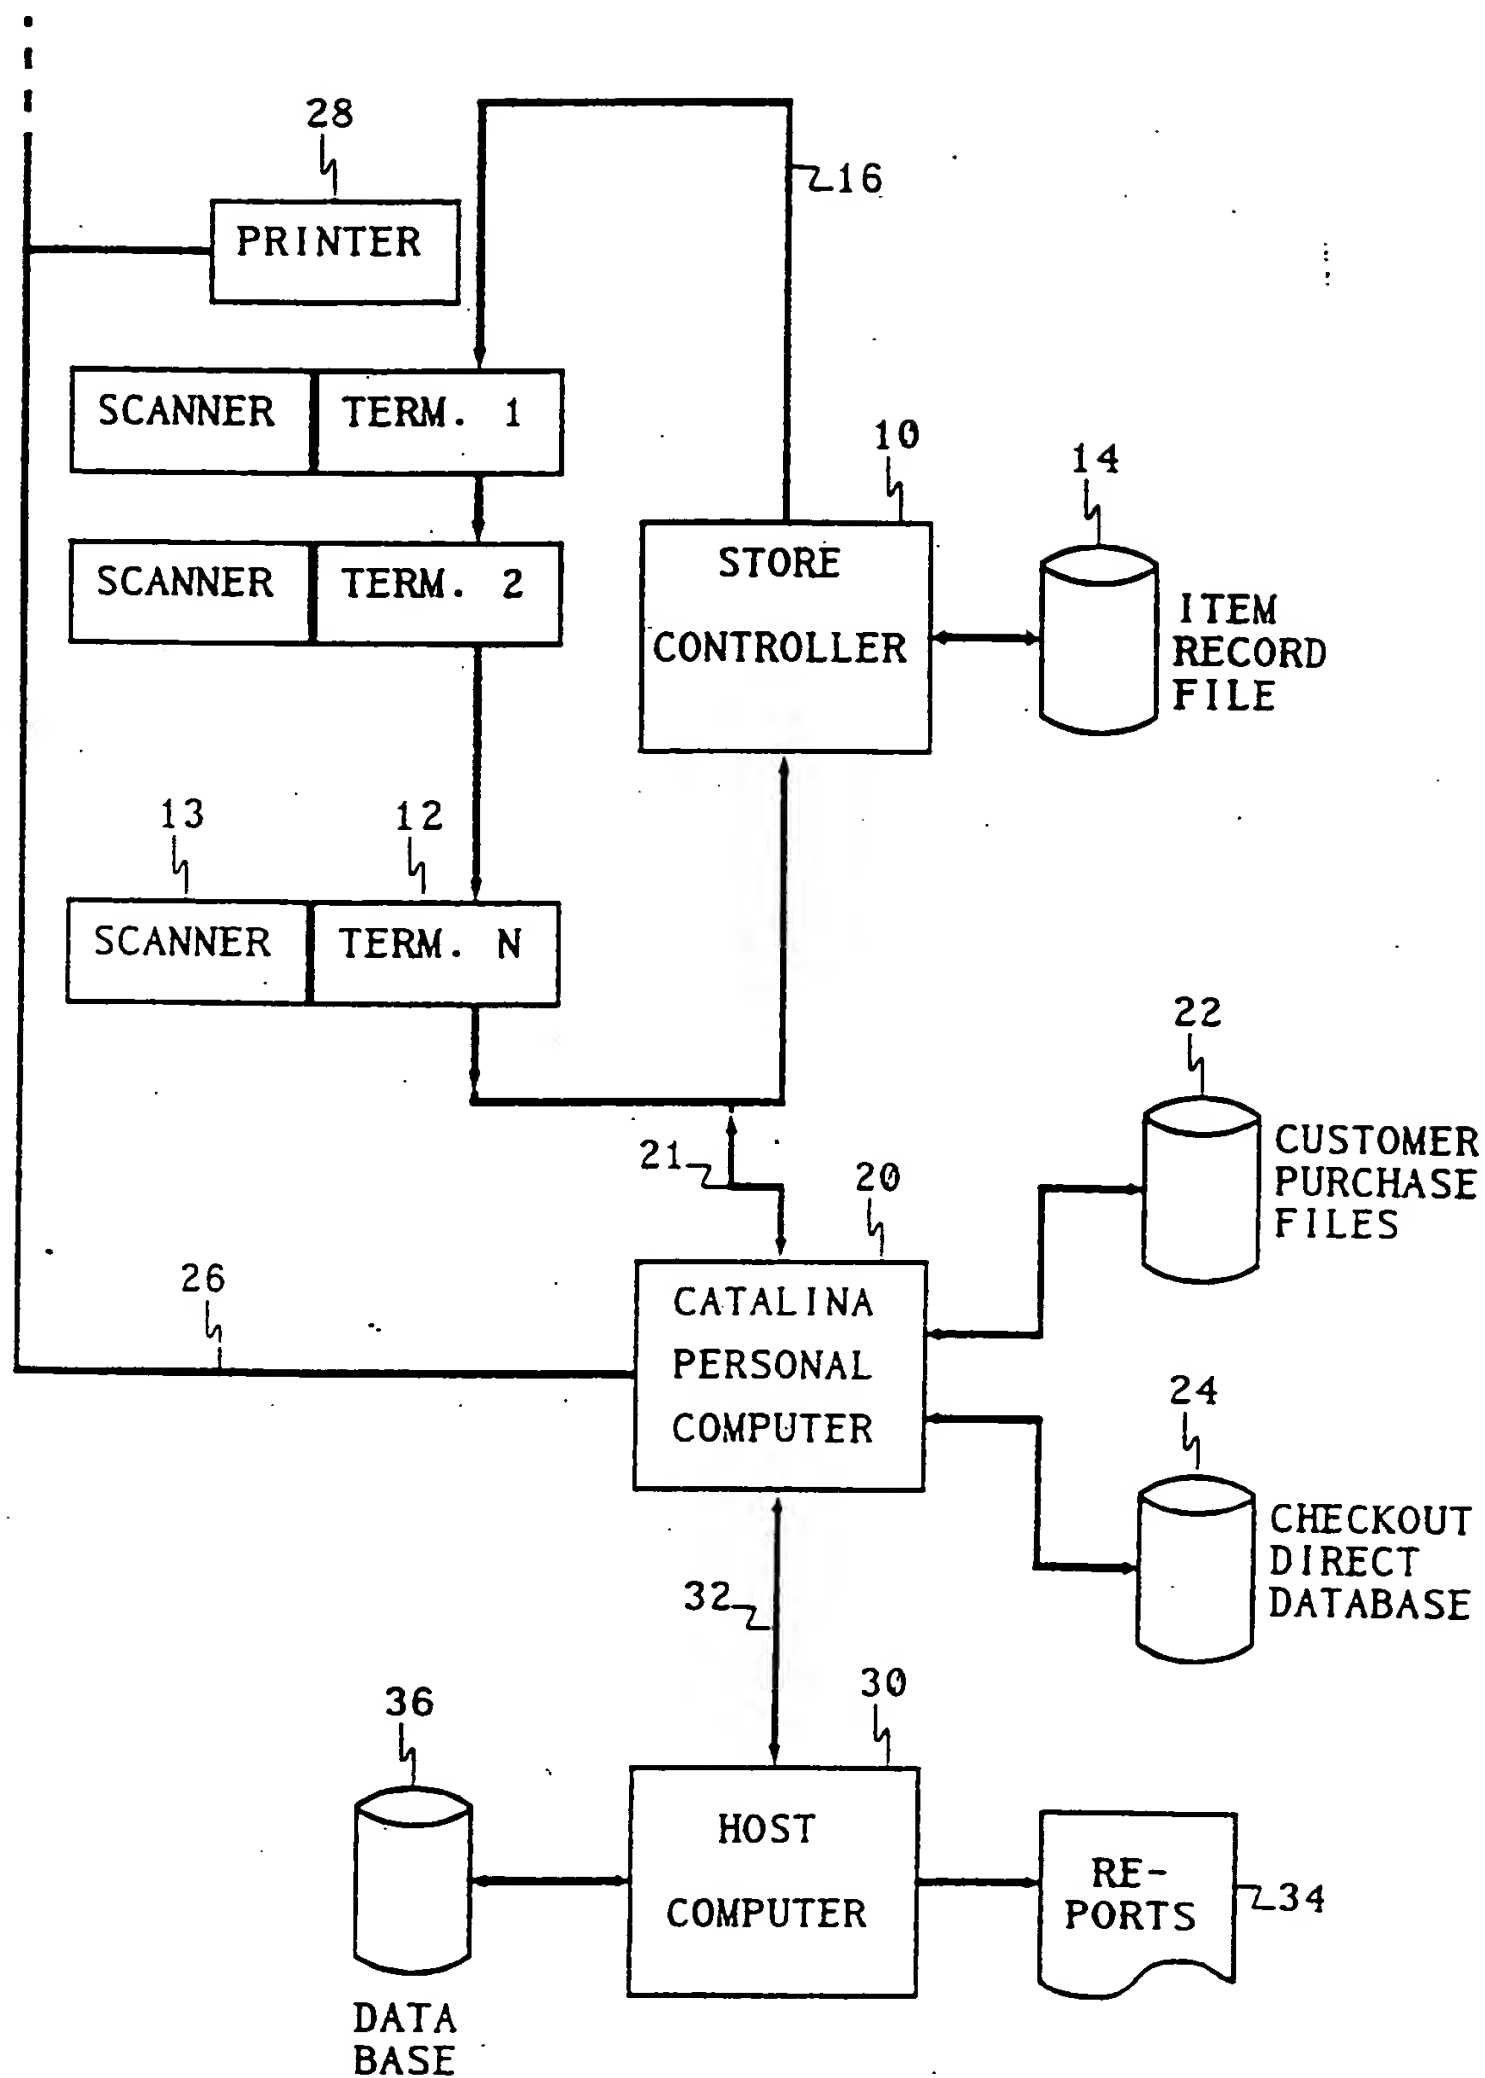 28
16
PRINTER
SCANNER TERM. 1
10
14
SCANNER TERM. 2
STORE
CONTROLLER
ITEM
RECORD
FILE
13
12
SCANNER TERM. N
22
CUSTOMER
PURCHASE
FILES
21
20
26
CATALINA
PERSONAL
COMPUTER
24
CHECKOUT
DIRECT
DATABASE
32
30
36
HOST
COMPUTER
RE-
PORTS
34
DATA
BASE